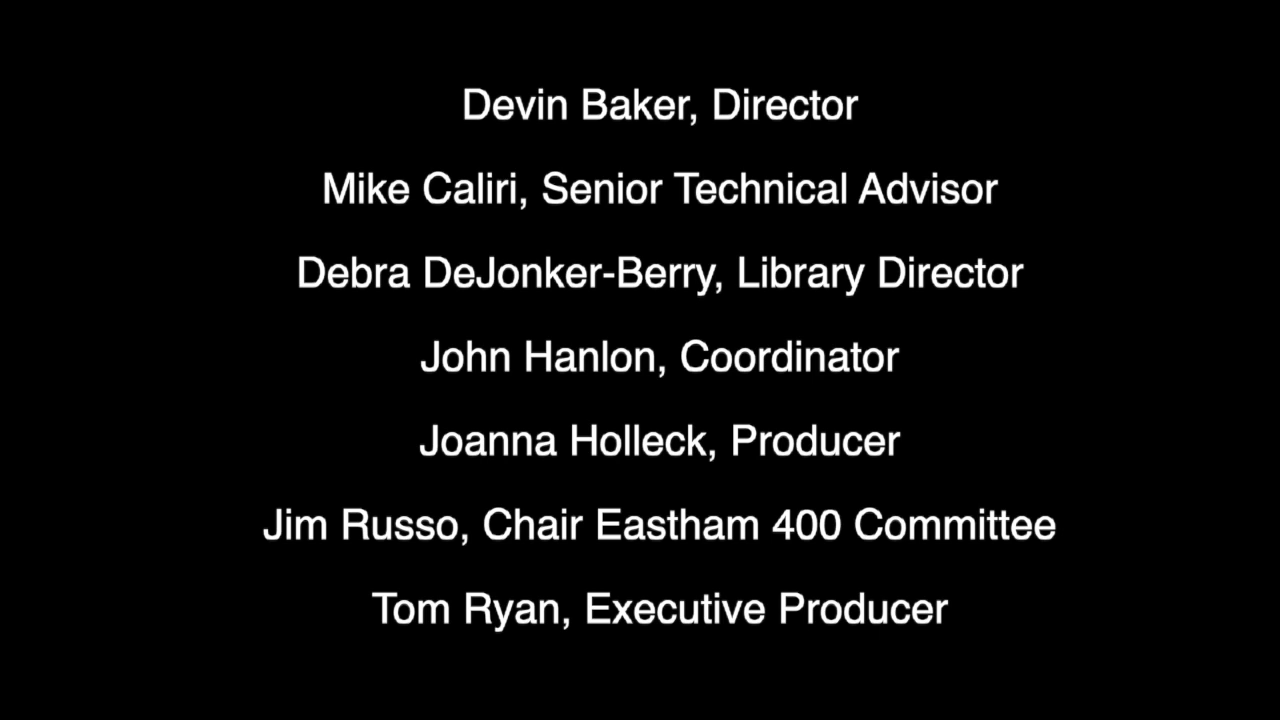 Devin Baker, Director
Mike Caliri, Senior Technical Advisor
Debra DeJonker-Berry, Library Director
John Hanlon, Coordinator
Joanna Holleck, Producer
Jim Russo, Chair Eastham 400 Committee
Tom Ryan, Executive Producer